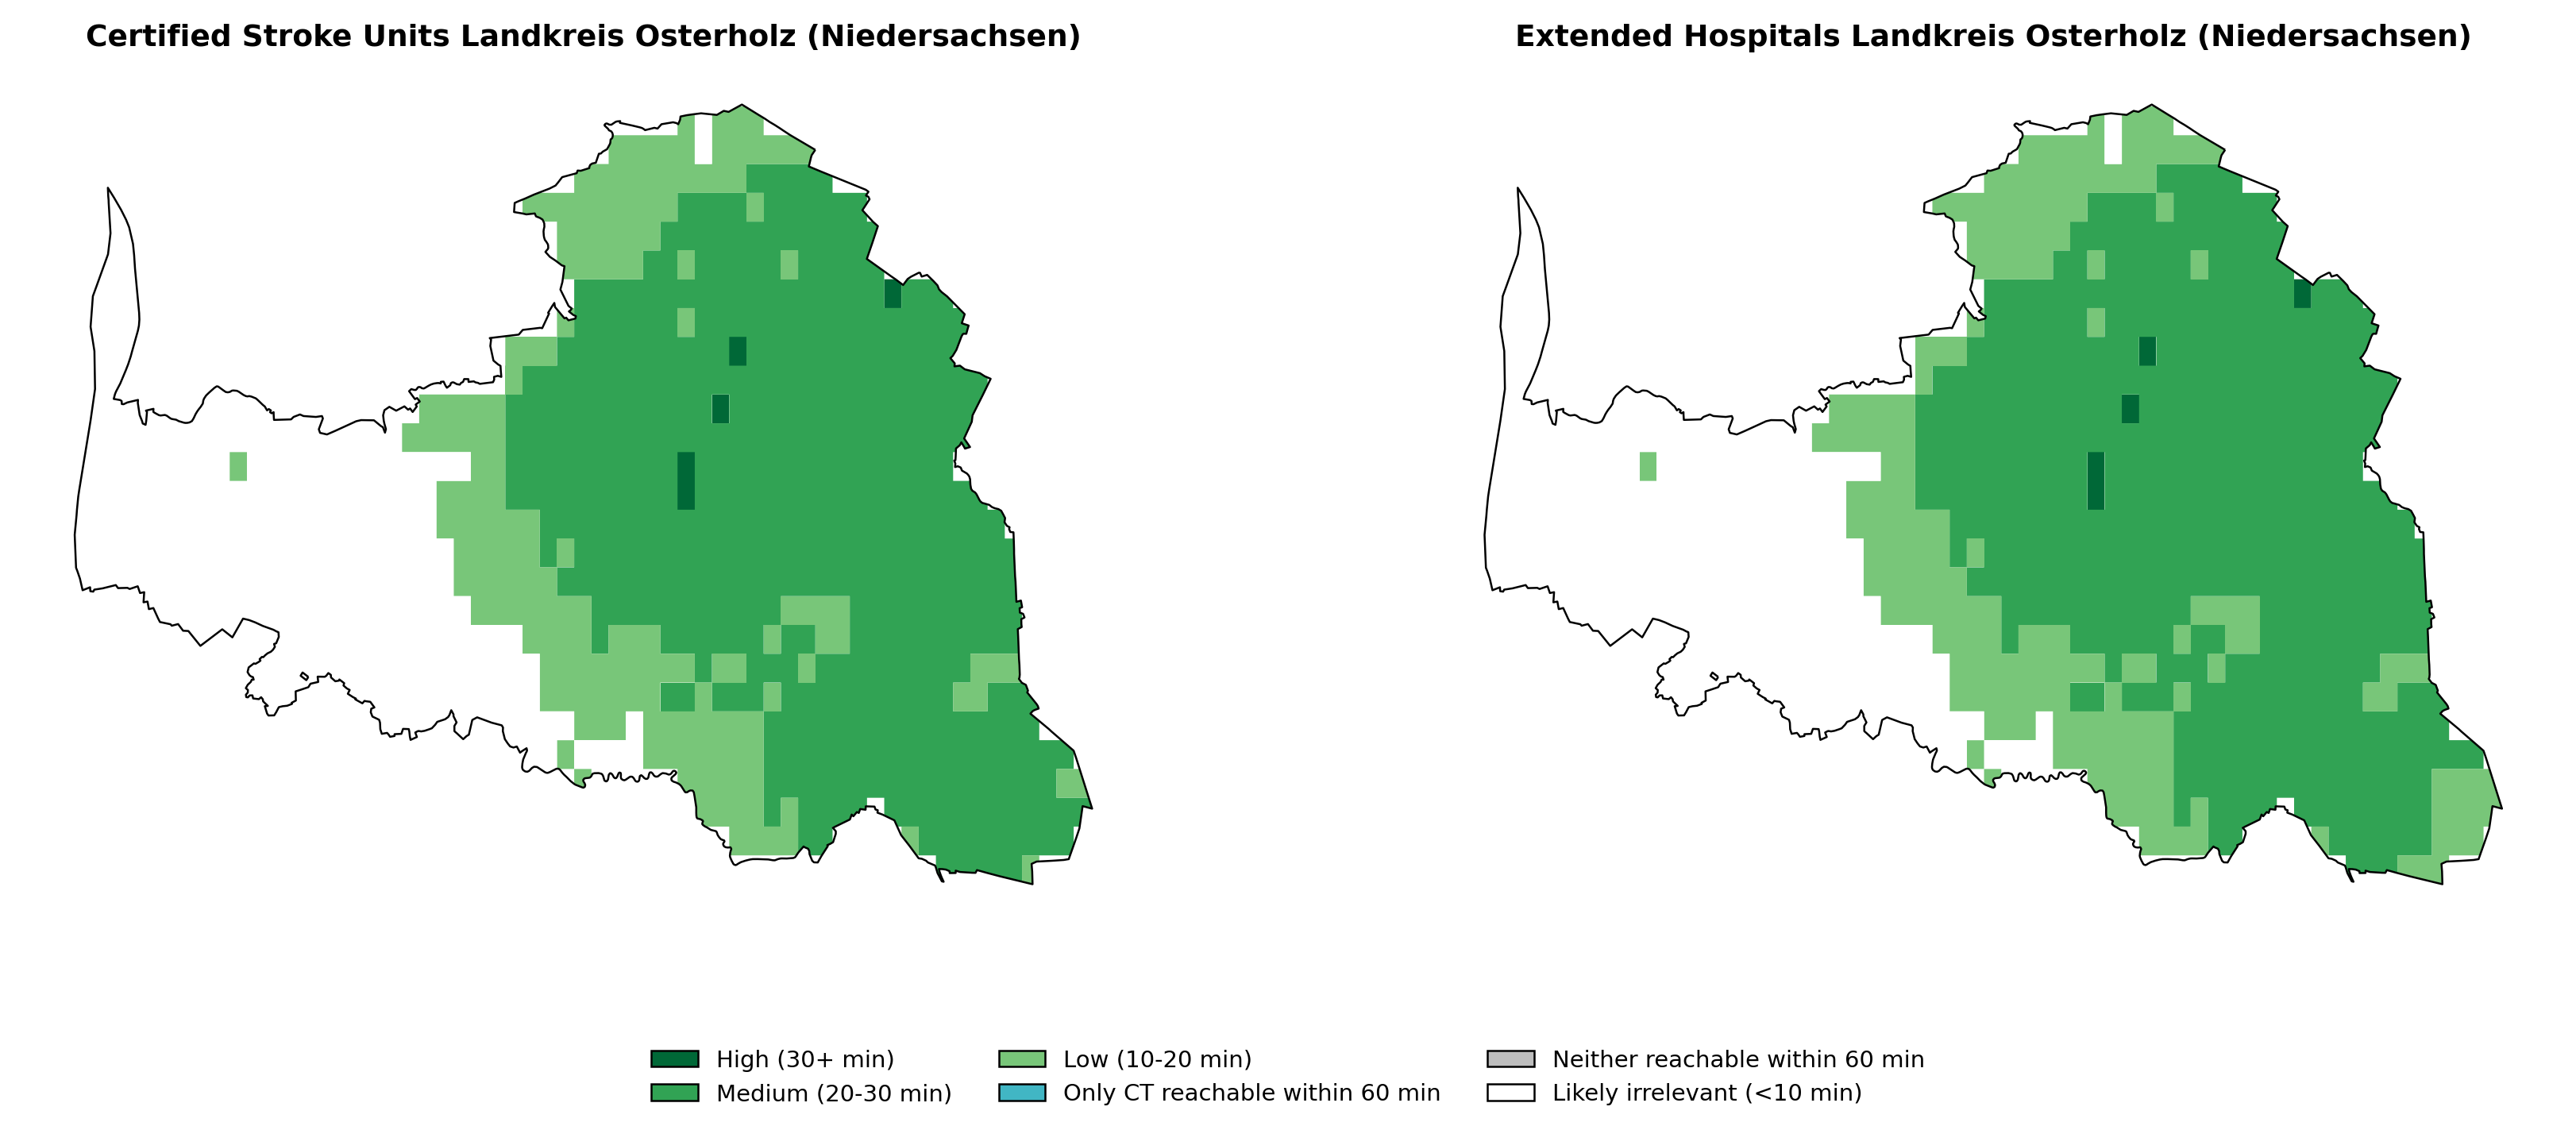 Certified Stroke Units Landkreis Osterholz (Niedersachsen)
Extended Hospitals Landkreis Osterholz (Niedersachsen)
High (30+ min)
Medium (20-30 min)
Low (10-20 min)
Only CT reachable within 60 min
Neither reachable within 60 min
Likely irrelevant (<10 min)